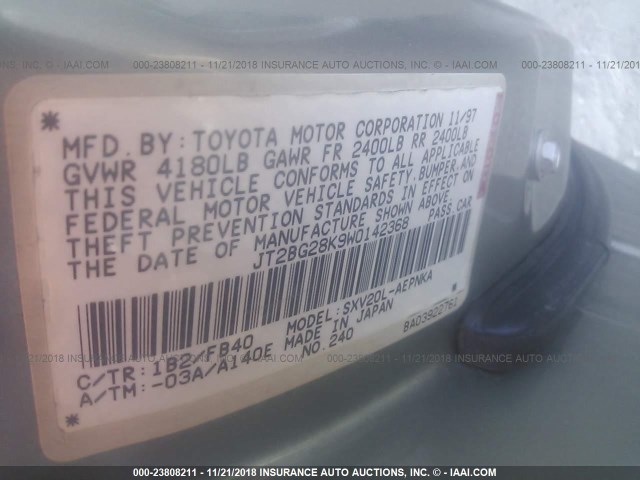 000-23808211 - 11/21/2018 INSURANCE AUTO AUCTIONS, INC. © - IAAI.COM
MFD. BY: TOYOTA MOTOR CORPORATION 11/97
GVWR 4180LB GAWR FR 2400LB RR 2400LB
THIS VEHICLE CONFORMS TO ALL APPLICABLE
FEDERAL MOTOR VEHICLE SAFETY, BUMPER, AND
THEFT PREVENTION STANDARDS IN EFFECT ON
THE DATE OF MANUFACTURE SHOWN ABOVE.
JT2BG28K9W0142368 PASS. CAR
C/TR: 1B2/FB40 MODEL: SXV20L-AEPNKA
A/TM: -03A/A140E MADE IN JAPAN
NO. 240
000-23808211 - 11/21/2018 INSURANCE AUTO AUCTIONS, INC. © - IAAI.COM